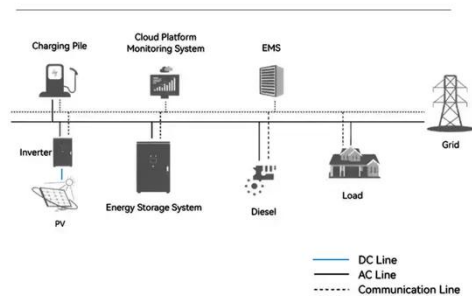 Charging Pile
Cloud Platform
Monitoring System
EMS
Grid
Inverter
PV
Energy Storage System
Diesel
Load
DC Line
AC Line
Communication Line